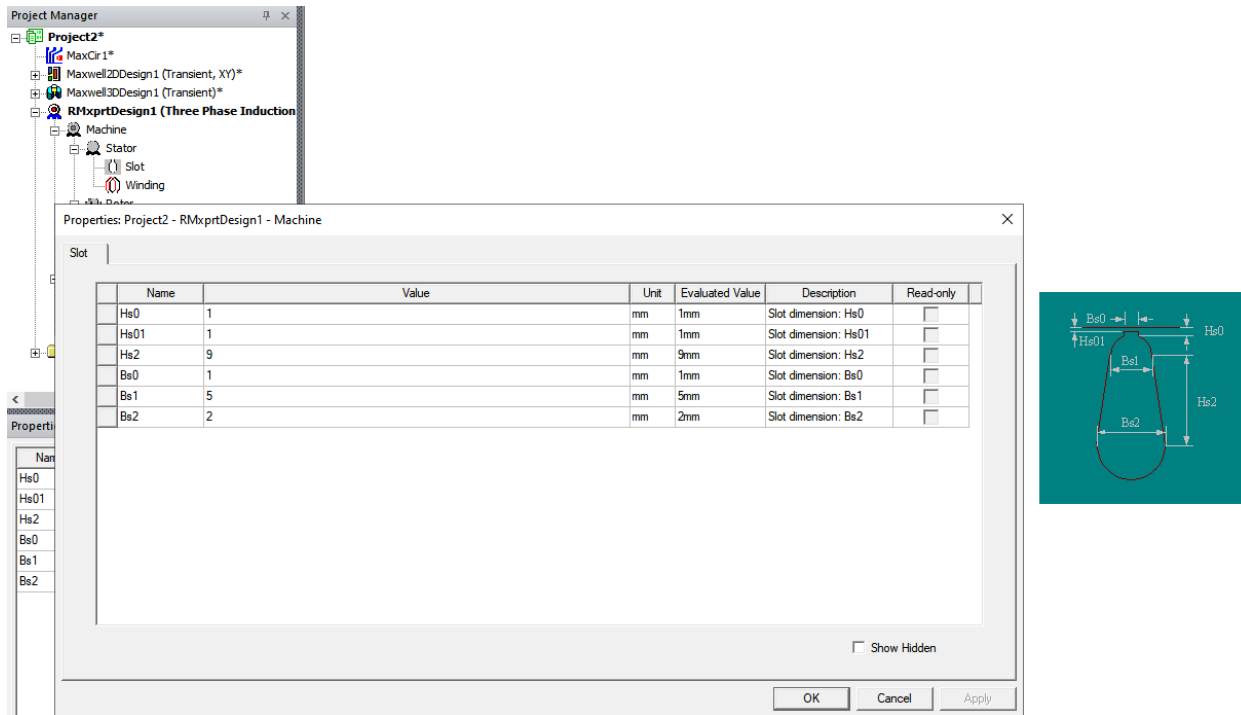 Project Manager
Project2*
MaxCir1*
Maxwell2DDesign1 (Transient, XY)*
Maxwell3DDesign1 (Transient)*
RMxprtDesign1 (Three Phase Induction
Machine
Stator
Slot
Winding
Properties: Project2 - RMxprtDesign1 - Machine
Slot
Name Value Unit Evaluated Value Description Read-only
Hs0 1 mm 1mm Slot dimension: Hs0
Hs01 1 mm 1mm Slot dimension: Hs01
Hs2 9 mm 9mm Slot dimension: Hs2
Bs0 1 mm 1mm Slot dimension: Bs0
Bs1 5 mm 5mm Slot dimension: Bs1
Bs2 2 mm 2mm Slot dimension: Bs2
Show Hidden
OK Cancel Apply
Properti
Nam
Hs0
Hs01
Hs2
Bs0
Bs1
Bs2
Bs0
Hs0
Hs01
Bs1
Hs2
Bs2